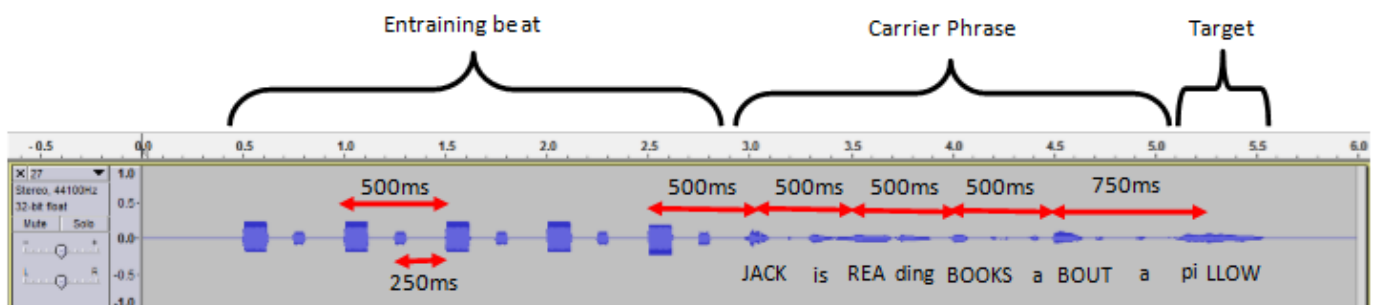 Entraining beat Carrier Phrase Target
- 0.5 0.0 0.5 1.0 1.5 2.0 2.5 3.0 3.5 4.0 4.5 5.0 5.5 6.0
X 27 1.0
Stereo, 44100Hz
32-bit float 0.5-
500ms 500ms 500ms 500ms 500ms 750ms
Mute Solo
- + 0.0-
L R -0.5-
250ms
JACK is REA ding BOOKS a BOUT a pi LLOW
-1.0